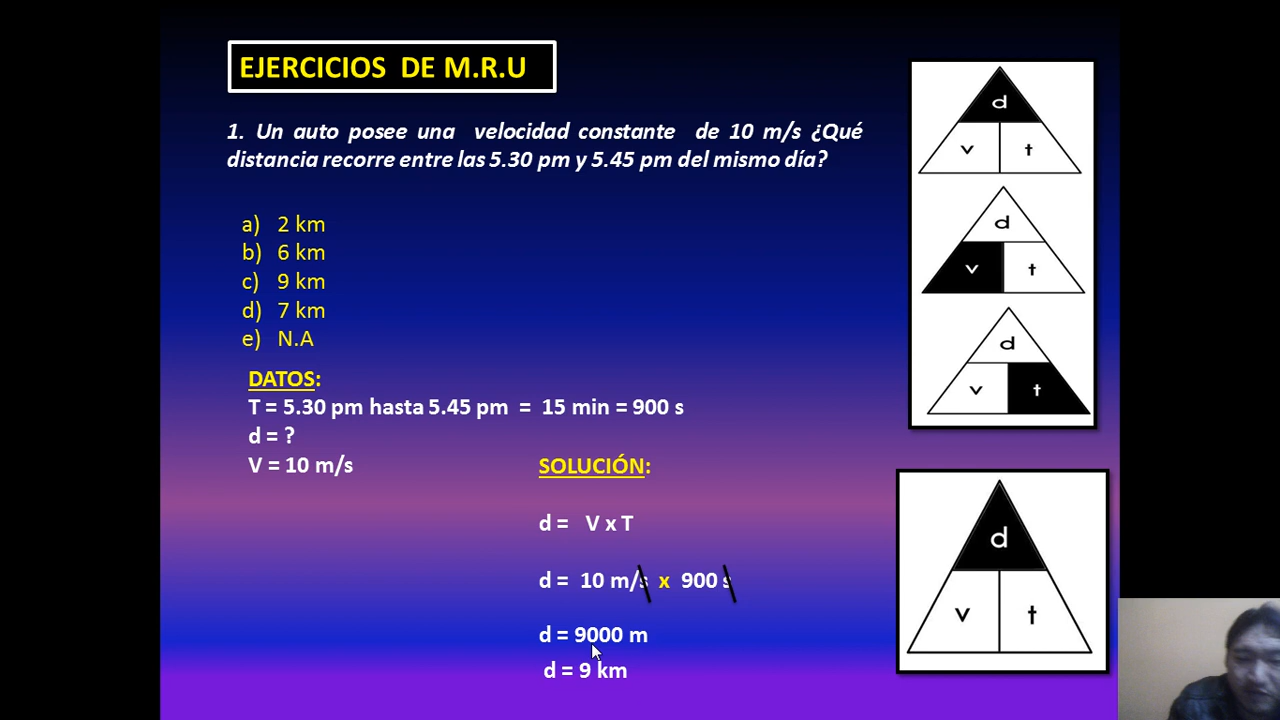 EJERCICIOS DE M.R.U
1. Un auto posee una velocidad constante de 10 m/s ¿Qué
distancia recorre entre las 5.30 pm y 5.45 pm del mismo día?
a) 2 km
b) 6 km
c) 9 km
d) 7 km
e) N.A
DATOS:
T = 5.30 pm hasta 5.45 pm = 15 min = 900 s
d = ?
V = 10 m/s
SOLUCIÓN:
d = V x T
d = 10 m/s x 900 s
d = 9000 m
d = 9 km
d
v t
d
v t
d
v t
d
v t